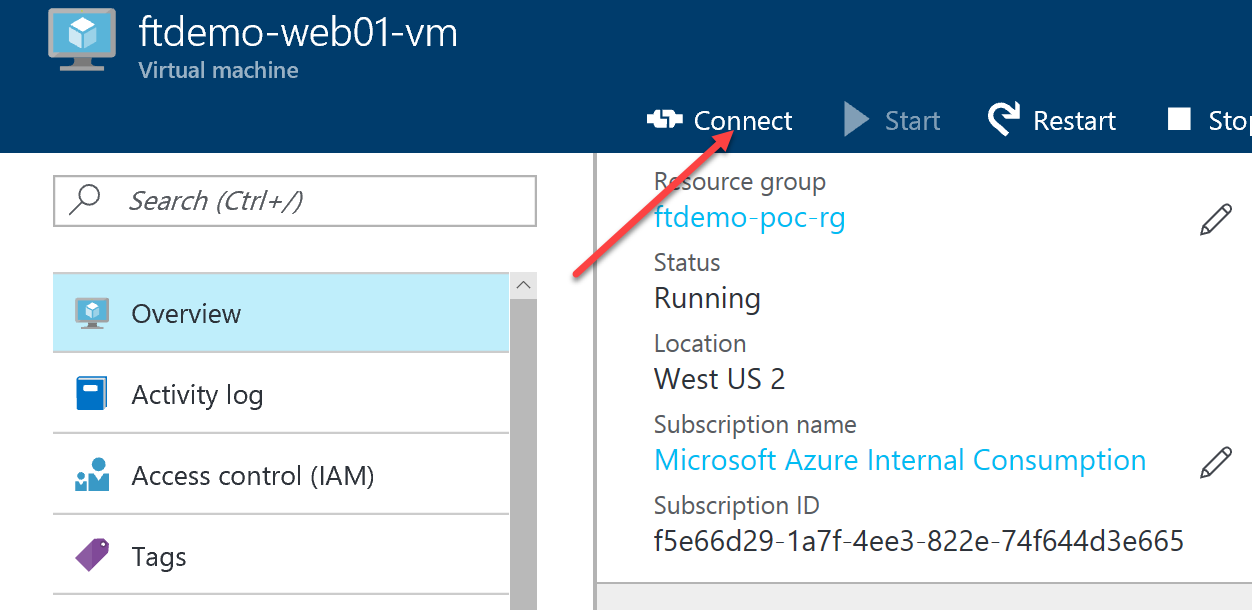 ftdemo-web01-vm
Virtual machine
Connect
Start
Restart
Sto
Search (Ctrl+/)
Overview
Activity log
Access control (IAM)
Tags
Resource group
ftdemo-poc-rg
Status
Running
Location
West US 2
Subscription name
Microsoft Azure Internal Consumption
Subscription ID
f5e66d29-1a7f-4ee3-822e-74f644d3e665